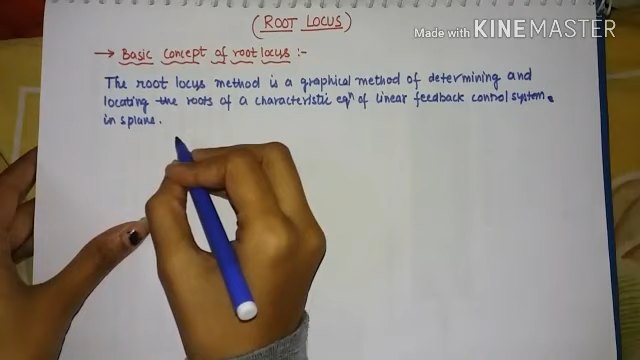 (ROOT LOCUS)
Made with KINEMASTER
→ Basic concept of root locus :-
The root locus method is a graphical method of determining and
locating the roots of a characteristic eqⁿ of linear feedback control system
in s plane.